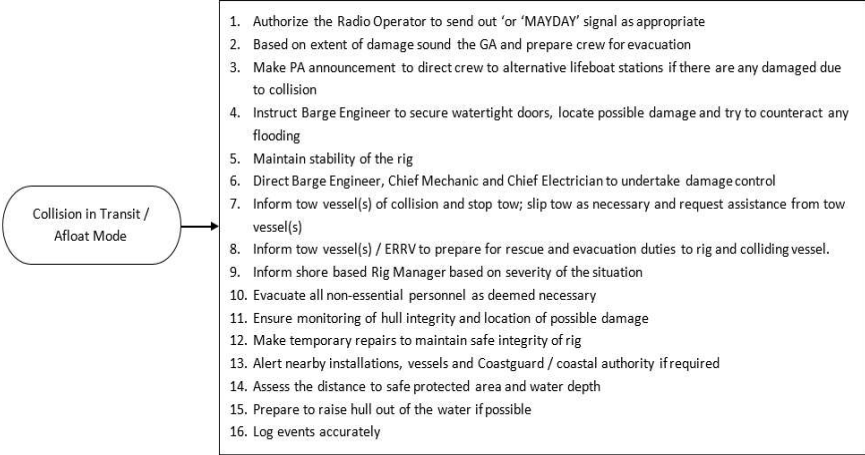 Collision in Transit /
Afloat Mode
1. Authorize the Radio Operator to send out ‘or ‘MAYDAY’ signal as appropriate
2. Based on extent of damage sound the GA and prepare crew for evacuation
3. Make PA announcement to direct crew to alternative lifeboat stations if there are any damaged due
to collision
4. Instruct Barge Engineer to secure watertight doors, locate possible damage and try to counteract any
flooding
5. Maintain stability of the rig
6. Direct Barge Engineer, Chief Mechanic and Chief Electrician to undertake damage control
7. Inform tow vessel(s) of collision and stop tow; slip tow as necessary and request assistance from tow
vessel(s)
8. Inform tow vessel(s) / ERRV to prepare for rescue and evacuation duties to rig and colliding vessel.
9. Inform shore based Rig Manager based on severity of the situation
10. Evacuate all non-essential personnel as deemed necessary
11. Ensure monitoring of hull integrity and location of possible damage
12. Make temporary repairs to maintain safe integrity of rig
13. Alert nearby installations, vessels and Coastguard / coastal authority if required
14. Assess the distance to safe protected area and water depth
15. Prepare to raise hull out of the water if possible
16. Log events accurately